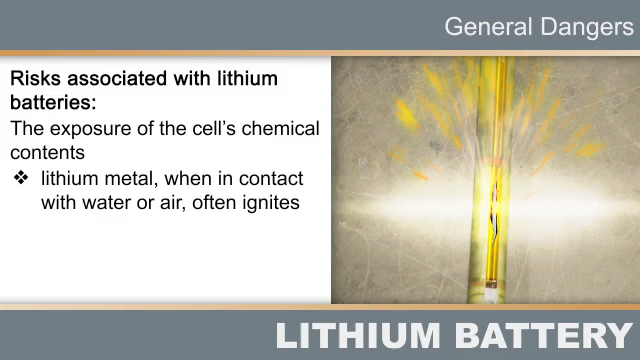 General Dangers
Risks associated with lithium
batteries:
The exposure of the cell's chemical
contents
❖ lithium metal, when in contact
with water or air, often ignites
LITHIUM BATTERY